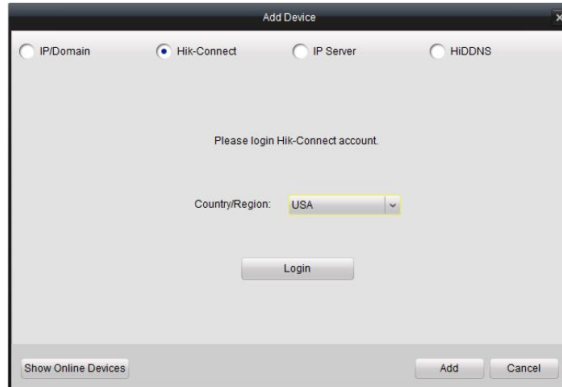 Add Device
IP/Domain Hik-Connect IP Server HiDDNS
Please login Hik-Connect account.
Country/Region: USA
Login
Show Online Devices Add Cancel